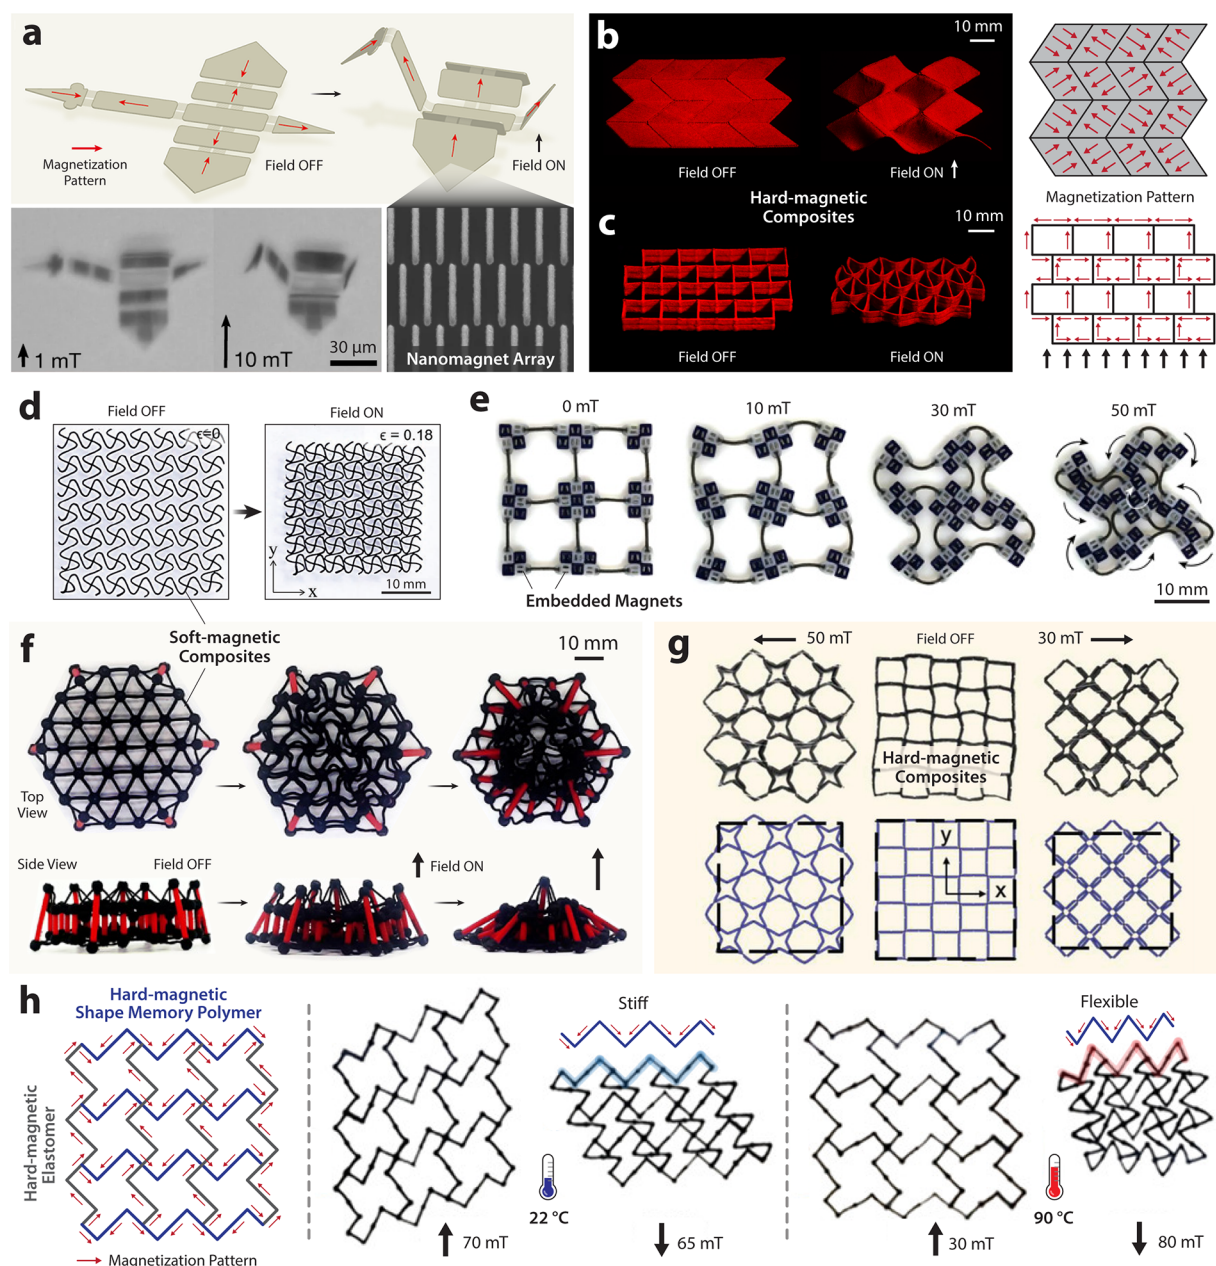 a
Magnetization
Pattern
Field OFF
Field ON
1 mT
10 mT
30 μm
Nanomagnet Array
b
10 mm
Field OFF
Field ON
Hard-magnetic
Composites
Magnetization Pattern
c
10 mm
Field OFF
Field ON
d
Field OFF
Field ON
ϵ=0
ϵ = 0.18
y
x
10 mm
Soft-magnetic
Composites
e
0 mT
10 mT
30 mT
50 mT
Embedded Magnets
10 mm
f
10 mm
Top
View
Side View
Field OFF
Field ON
g
50 mT
Field OFF
30 mT
Hard-magnetic
Composites
y
x
h
Hard-magnetic
Shape Memory Polymer
Hard-magnetic
Elastomer
Magnetization Pattern
Stiff
22 °C
70 mT
65 mT
Flexible
90 °C
30 mT
80 mT